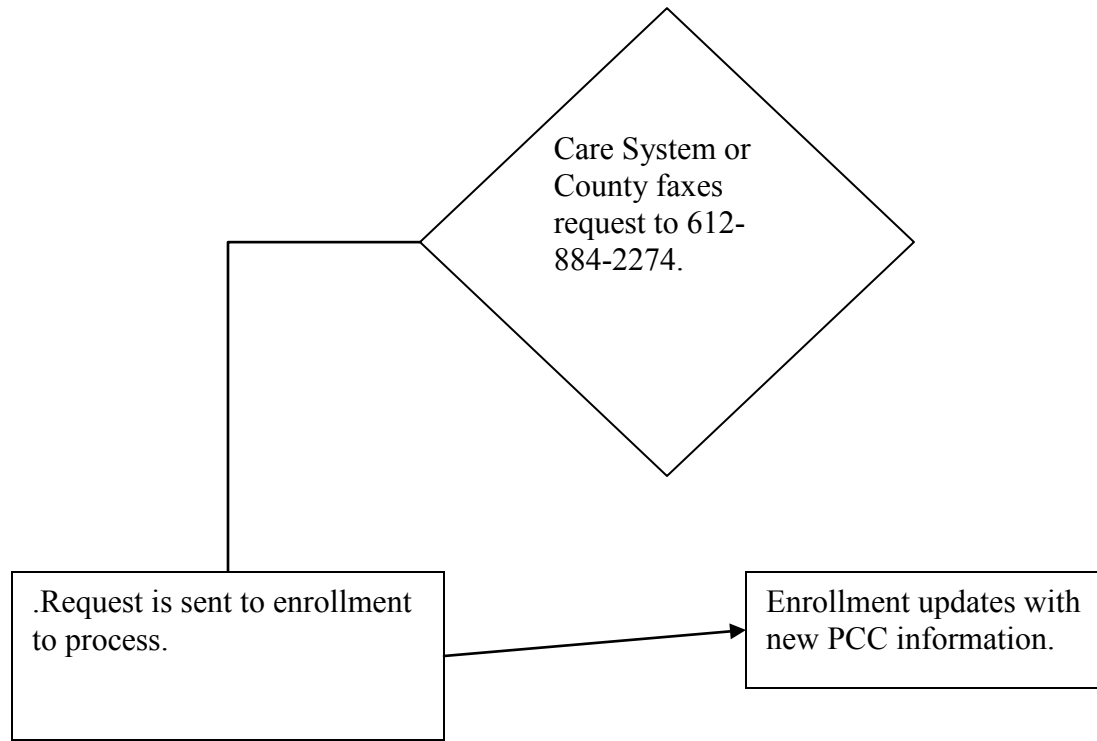 Care System or
County faxes
request to 612-
884-2274.
.Request is sent to enrollment
to process.
Enrollment updates with
new PCC information.